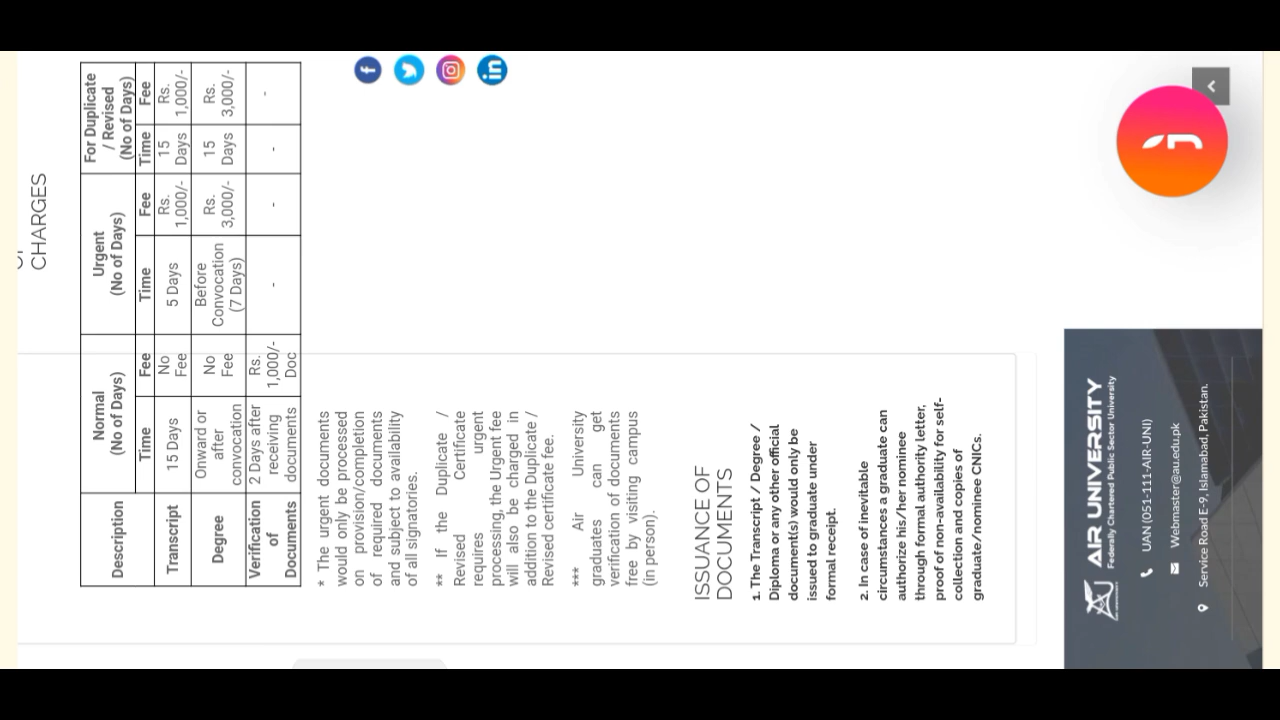 CHARGES
Description
Normal
(No of Days)
Urgent
(No of Days)
For Duplicate
/ Revised
(No of Days)
Time Fee Time Fee Time Fee
Transcript
15 Days
No
Fee
5 Days
Rs.
1,000/-
15
Days
Rs.
1,000/-
Degree
Onward or
after
convocation
No
Fee
Before
Convocation
(7 Days)
Rs.
3,000/-
15
Days
Rs.
3,000/-
Verification
of
Documents
2 Days after
receiving
documents
Rs.
1,000/-
Doc
- - - -
* The urgent documents
would only be processed
on provision/completion
of required documents
and subject to availability
of all signatories.
** If the Duplicate /
Revised Certificate
requires urgent
processing, the Urgent fee
will also be charged in
addition to the Duplicate /
Revised certificate fee.
*** All Air University
graduates can get
verification of documents
free by visiting campus
(in person).
ISSUANCE OF
DOCUMENTS
1. The Transcript / Degree /
Diploma or any other official
document(s) would only be
issued to graduate under
formal receipt.
2. In case of inevitable
circumstances a graduate can
authorize his/her nominee
through formal authority letter,
proof of non-availability for self-
collection and copies of
graduate/nominee CNICs.
AIR UNIVERSITY
Federally Chartered Public Sector University
UAN (051-111-AIR-UNI)
Webmaster@au.edu.pk
Service Road E-9, Islamabad, Pakistan.